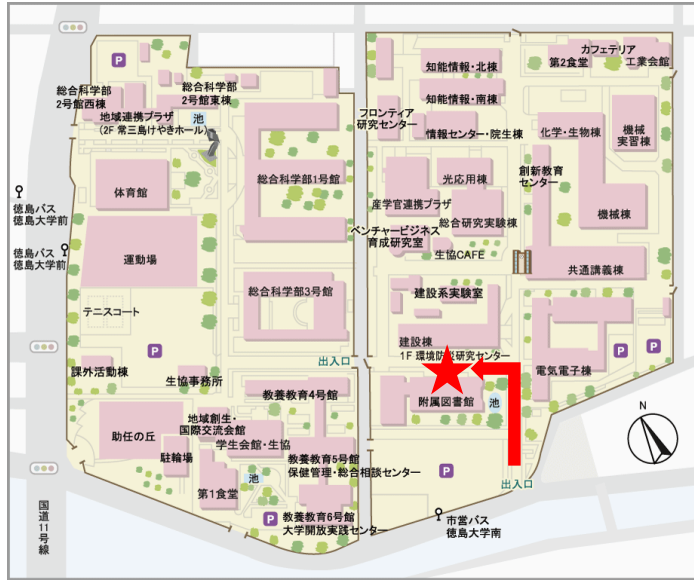 P
総合科学部
2号館西棟
総合科学部
2号館東棟
地域連携プラザ
(2F 常三島けやきホール)
池
体育館
総合科学部1号館
徳島バス
徳島大学前
徳島バス
徳島大学前
運動場
テニスコート
総合科学部3号館
P
課外活動棟
生協事務所
出入口
教養教育4号館
助任の丘
地域創生・
国際交流会館
学生会館・生協
駐輪場
教養教育5号館
保健管理・総合相談センター
第1食堂
池
P
教養教育6号館
大学開放実践センター
国道11号線
知能情報・北棟
知能情報・南棟
フロンティア
研究センター
情報センター・院生棟
カフェテリア
第2食堂
工業会館
化学・生物棟
機械
実習棟
創新教育
センター
光応用棟
産学官連携プラザ
総合研究実験棟
機械棟
ベンチャービジネス
育成研究室
生協CAFE
共通講義棟
建設系実験室
建設棟
1F 環境防災研究センター
電気電子棟
P
P
附属図書館
池
P
出入口
市営バス
徳島大学南
N